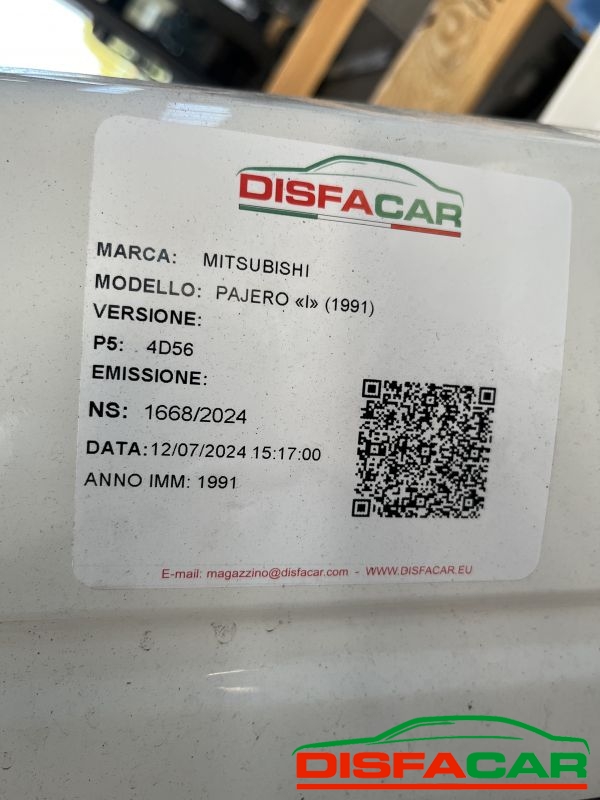 DISFACAR
MARCA: MITSUBISHI
MODELLO: PAJERO «I» (1991)
VERSIONE:
P5: 4D56
EMISSIONE:
NS: 1668/2024
DATA:12/07/2024 15:17:00
ANNO IMM: 1991
E-mail: magazzino@disfacar.com - WWW.DISFACAR.EU
DISFACAR